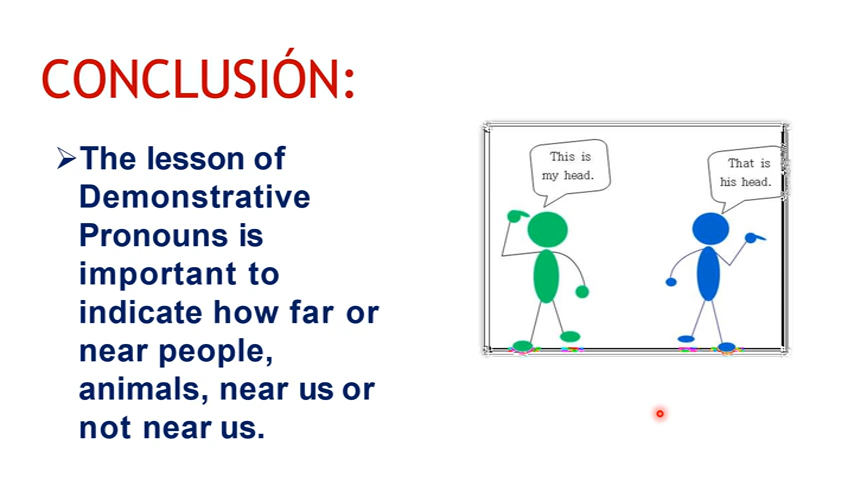 CONCLUSIÓN:
The lesson of
Demonstrative
Pronouns is
important to
indicate how far or
near people,
animals, near us or
not near us.
This is
my head.
That is
his head.